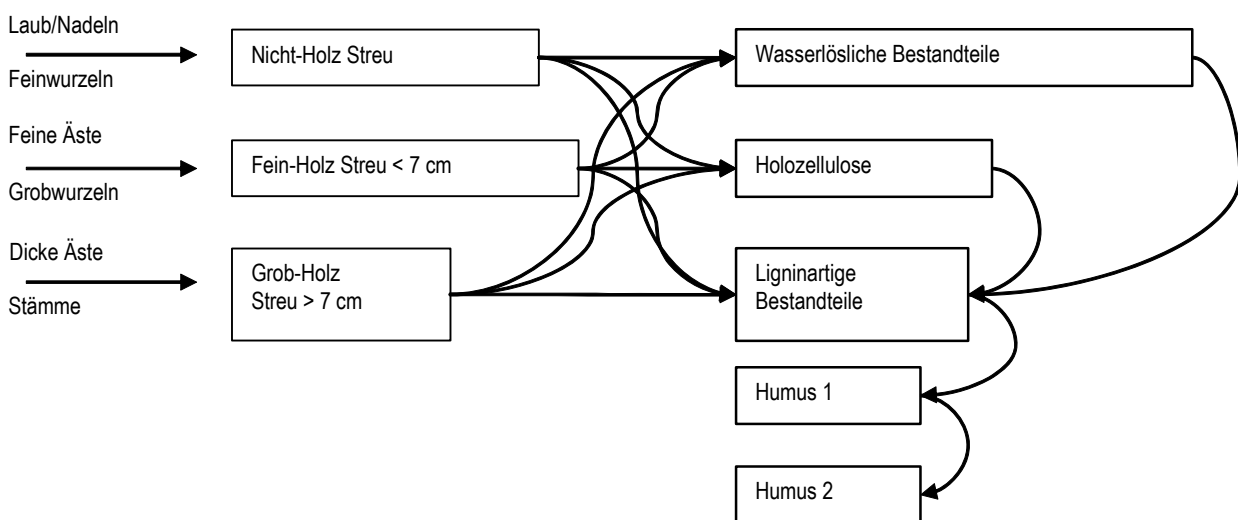 Laub/Nadeln
Feinwurzeln
Feine Äste
Grobwurzeln
Dicke Äste
Stämme
Nicht-Holz Streu
Fein-Holz Streu < 7 cm
Grob-Holz
Streu > 7 cm
Wasserlösliche Bestandteile
Holozellulose
Ligninartige
Bestandteile
Humus 1
Humus 2